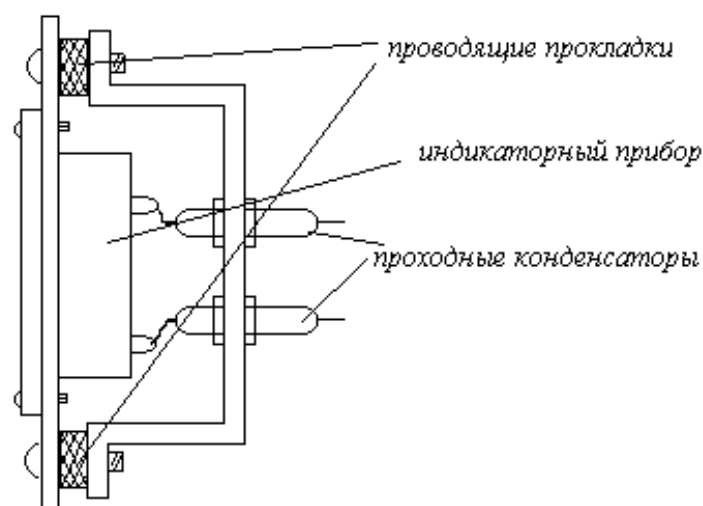 проводящие прокладки
индикаторный прибор
проходные конденсаторы